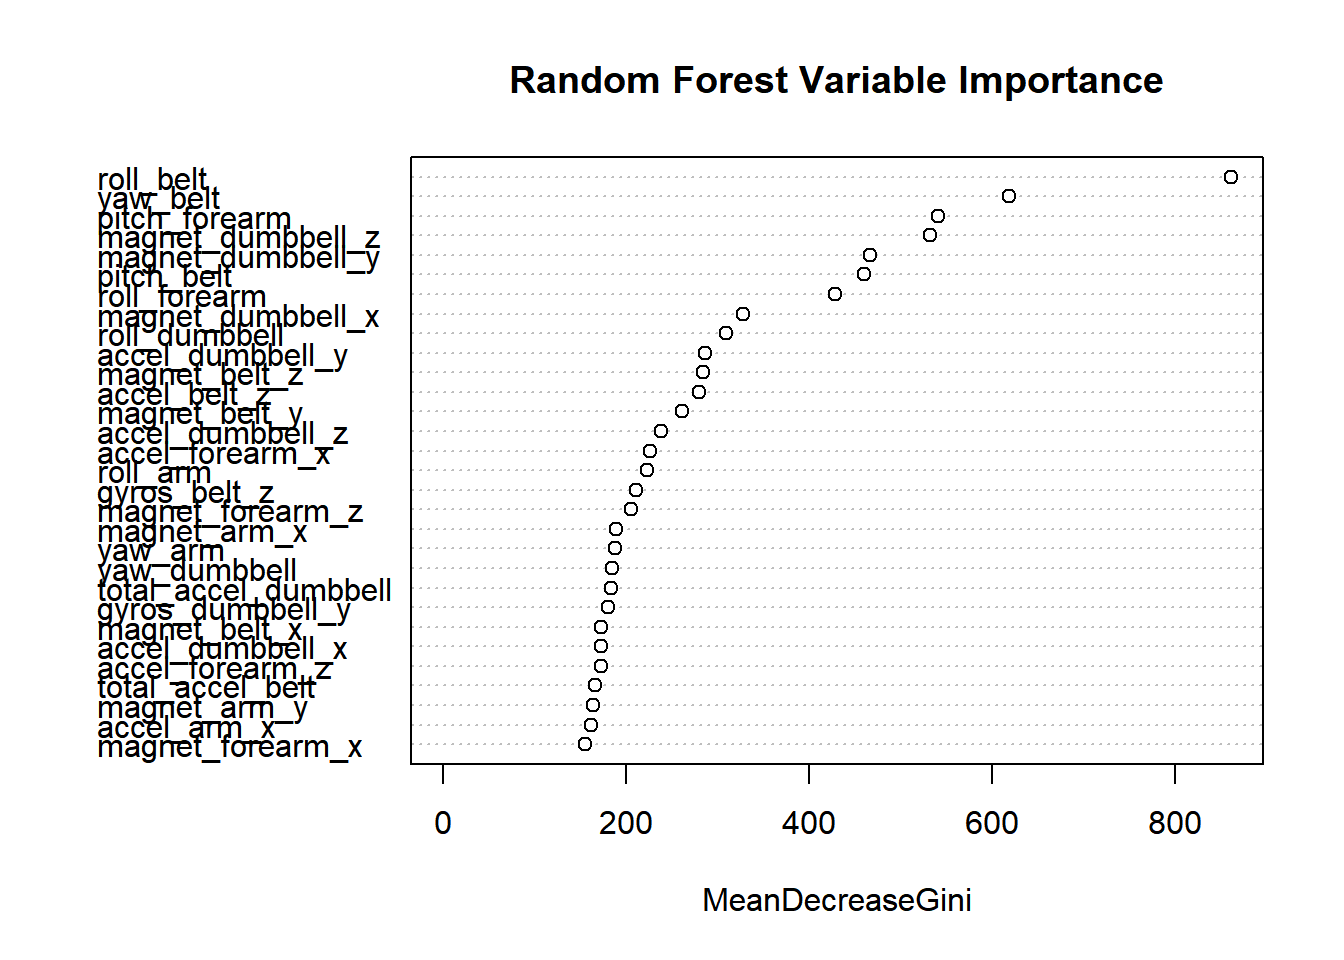 Random Forest Variable Importance
roll_belt
yaw_belt
pitch_forearm
magnet_dumbbell_z
magnet_dumbbell_y
pitch_belt
roll_forearm
magnet_dumbbell_x
roll_dumbbell
accel_dumbbell_y
magnet_belt_z
accel_belt_z
magnet_belt_y
accel_dumbbell_z
accel_forearm_x
roll_arm
gyros_belt_z
magnet_forearm_z
magnet_arm_x
yaw_arm
yaw_dumbbell
total_accel_dumbbell
gyros_dumbbell_y
magnet_belt_x
accel_dumbbell_x
accel_forearm_z
total_accel_belt
magnet_arm_y
accel_arm_x
magnet_forearm_x
0 200 400 600 800
MeanDecreaseGini